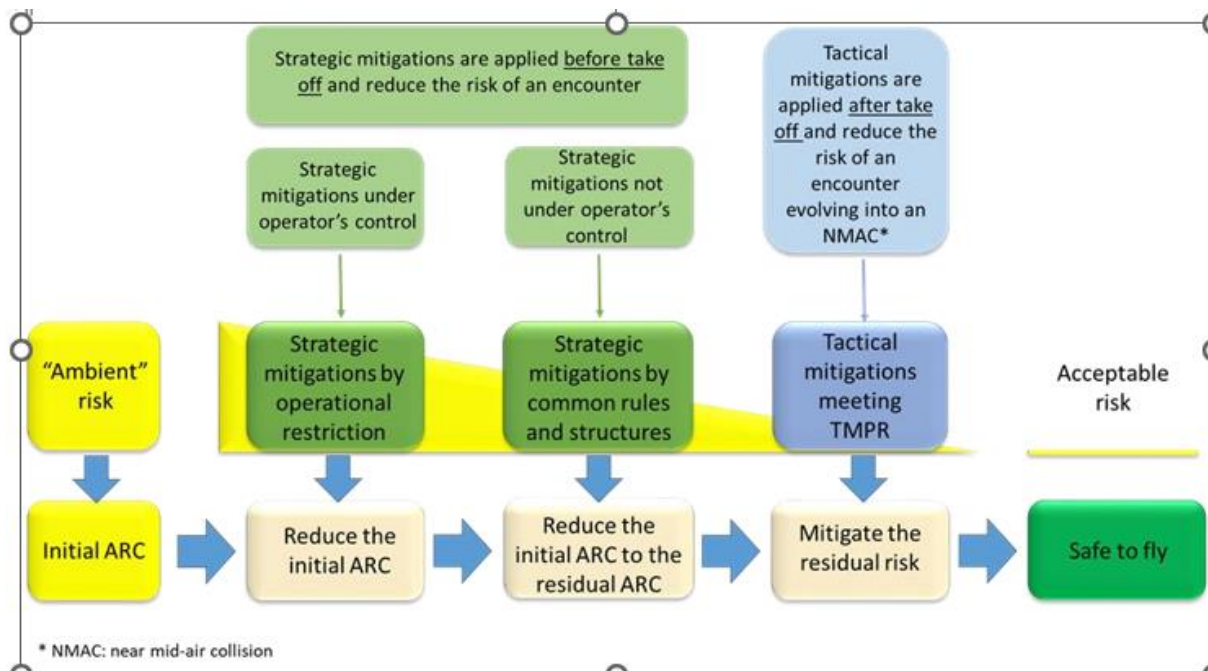 Strategic mitigations are applied before take
off and reduce the risk of an encounter
Tactical
mitigations are
applied after take
off and reduce the
risk of an
encounter
evolving into an
NMAC*
Strategic
mitigations under
operator's control
Strategic
mitigations not
under operator's
control
"Ambient"
risk
Strategic
mitigations by
operational
restriction
Strategic
mitigations by
common rules
and structures
Tactical
mitigations
meeting
TMPR
Acceptable
risk
Initial ARC
Reduce the
initial ARC
Reduce the
initial ARC to the
residual ARC
Mitigate the
residual risk
Safe to fly
* NMAC: near mid-air collision